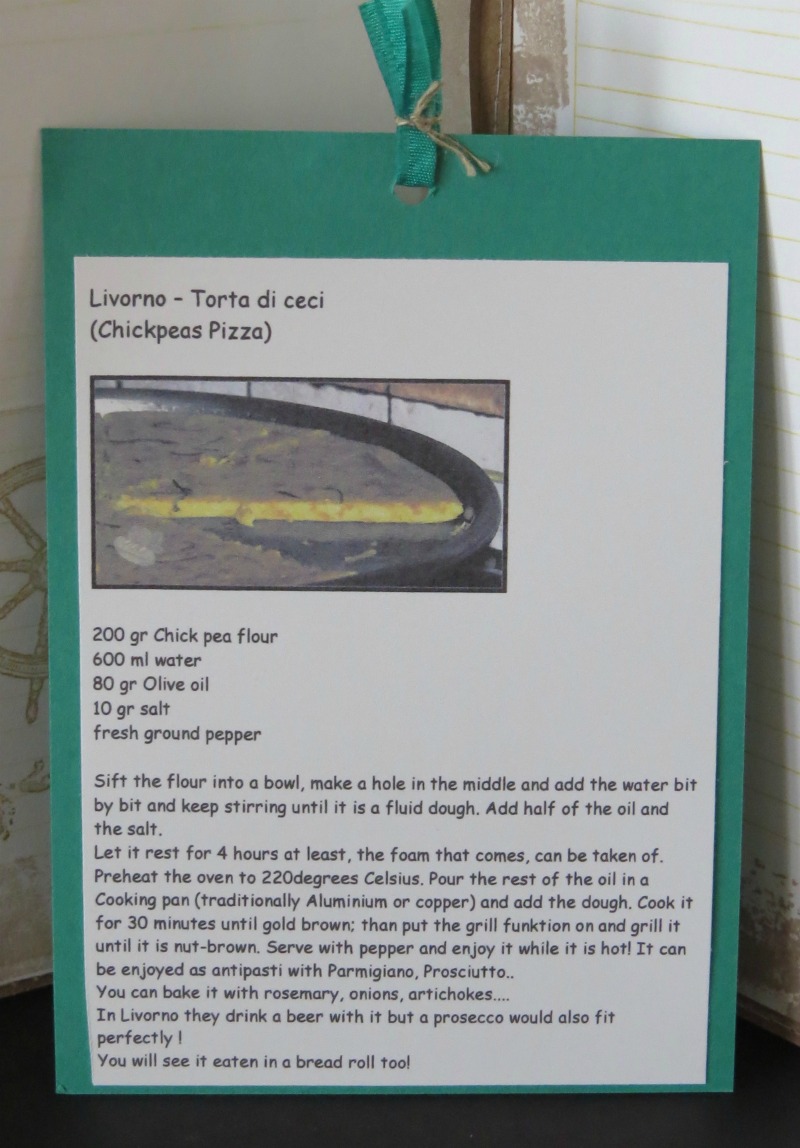 Livorno – Torta di ceci
(Chickpeas Pizza)
200 gr Chick pea flour
600 ml water
80 gr Olive oil
10 gr salt
fresh ground pepper
Sift the flour into a bowl, make a hole in the middle and add the water bit
by bit and keep stirring until it is a fluid dough. Add half of the oil and
the salt.
Let it rest for 4 hours at least, the foam that comes, can be taken of.
Preheat the oven to 220degrees Celsius. Pour the rest of the oil in a
Cooking pan (traditionally Aluminium or copper) and add the dough. Cook it
for 30 minutes until gold brown; than put the grill funktion on and grill it
until it is nut-brown. Serve with pepper and enjoy it while it is hot! It can
be enjoyed as antipasti with Parmigiano, Prosciutto..
You can bake it with rosemary, onions, artichokes....
In Livorno they drink a beer with it but a prosecco would also fit
perfectly !
You will see it eaten in a bread roll too!